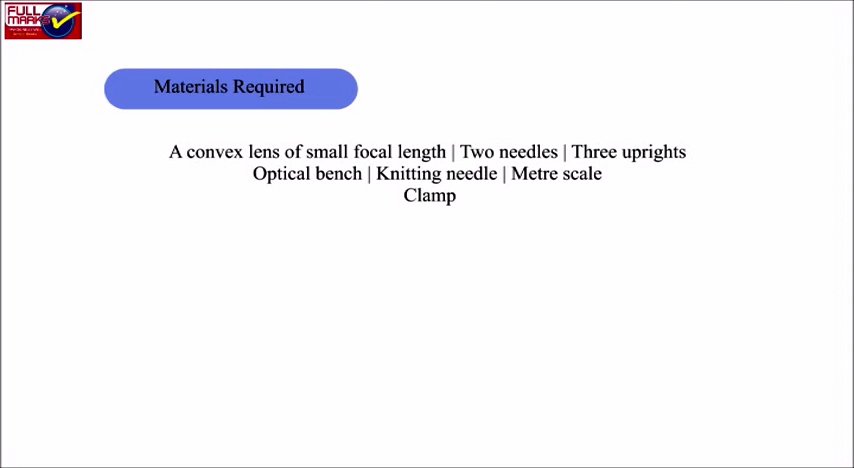 FULL
MARKS
Materials Required
A convex lens of small focal length | Two needles | Three uprights
Optical bench | Knitting needle | Metre scale
Clamp